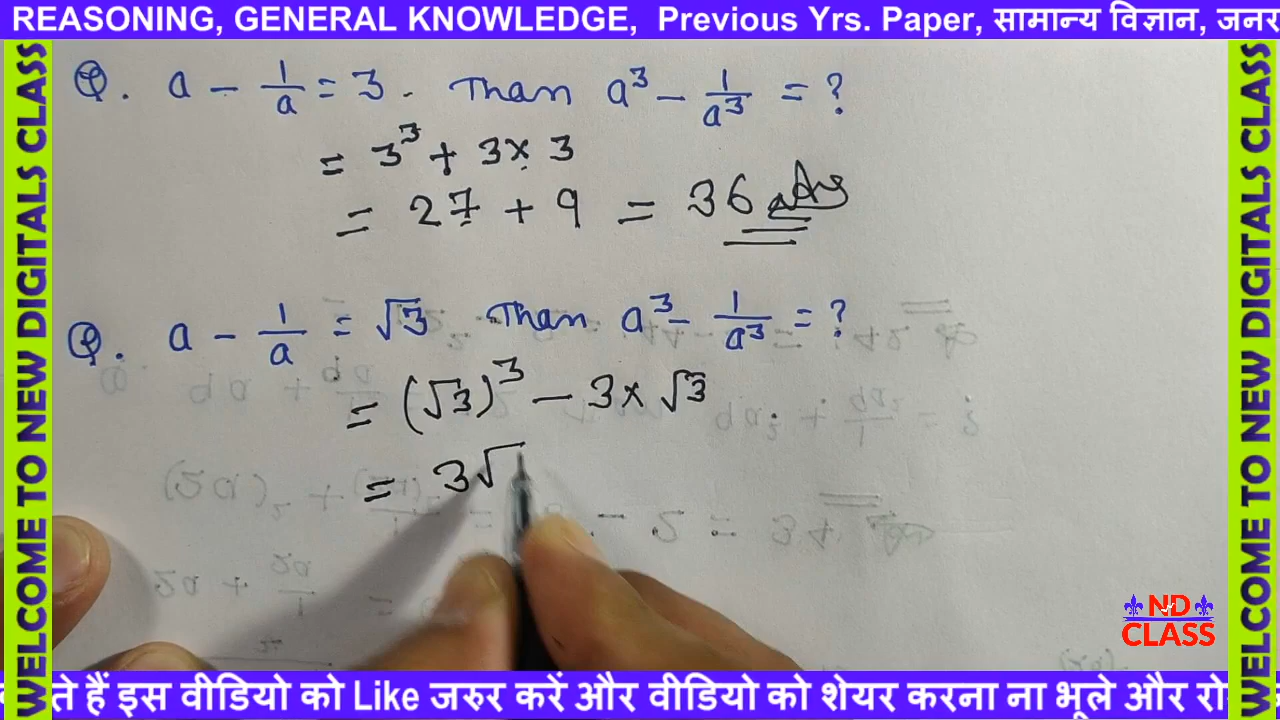 REASONING, GENERAL KNOWLEDGE, Previous Yrs. Paper, सामान्य विज्ञान, जनर
WELCOME TO NEW DIGITALS CLASS
Q. a - 1/a = 3. Than a³ - 1/a³ = ?
= 3³ + 3 × 3
= 27 + 9 = 36 Ans
Q. a - 1/a = √3 Than a³ - 1/a³ = ?
= (√3)³ - 3 × √3
= 3√
ND
CLASS
WELCOME TO NEW DIGITALS CLASS
ते हैं इस वीडियो को Like जरुर करें और वीडियो को शेयर करना ना भूले और रो